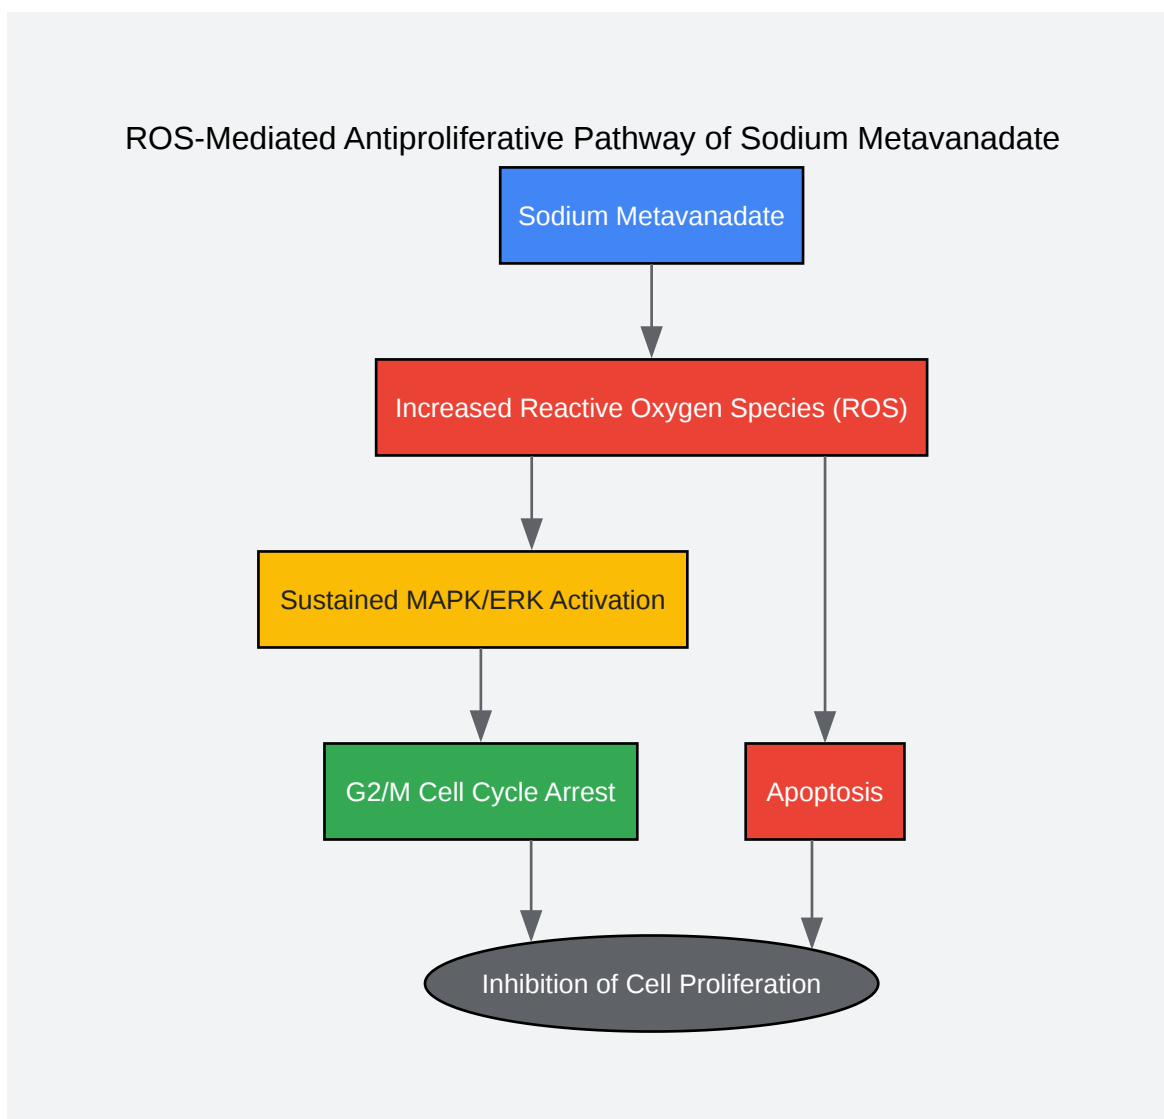 ROS-Mediated Antiproliferative Pathway of Sodium Metavanadate
Sodium Metavanadate
Increased Reactive Oxygen Species (ROS)
Sustained MAPK/ERK Activation
G2/M Cell Cycle Arrest
Apoptosis
Inhibition of Cell Proliferation